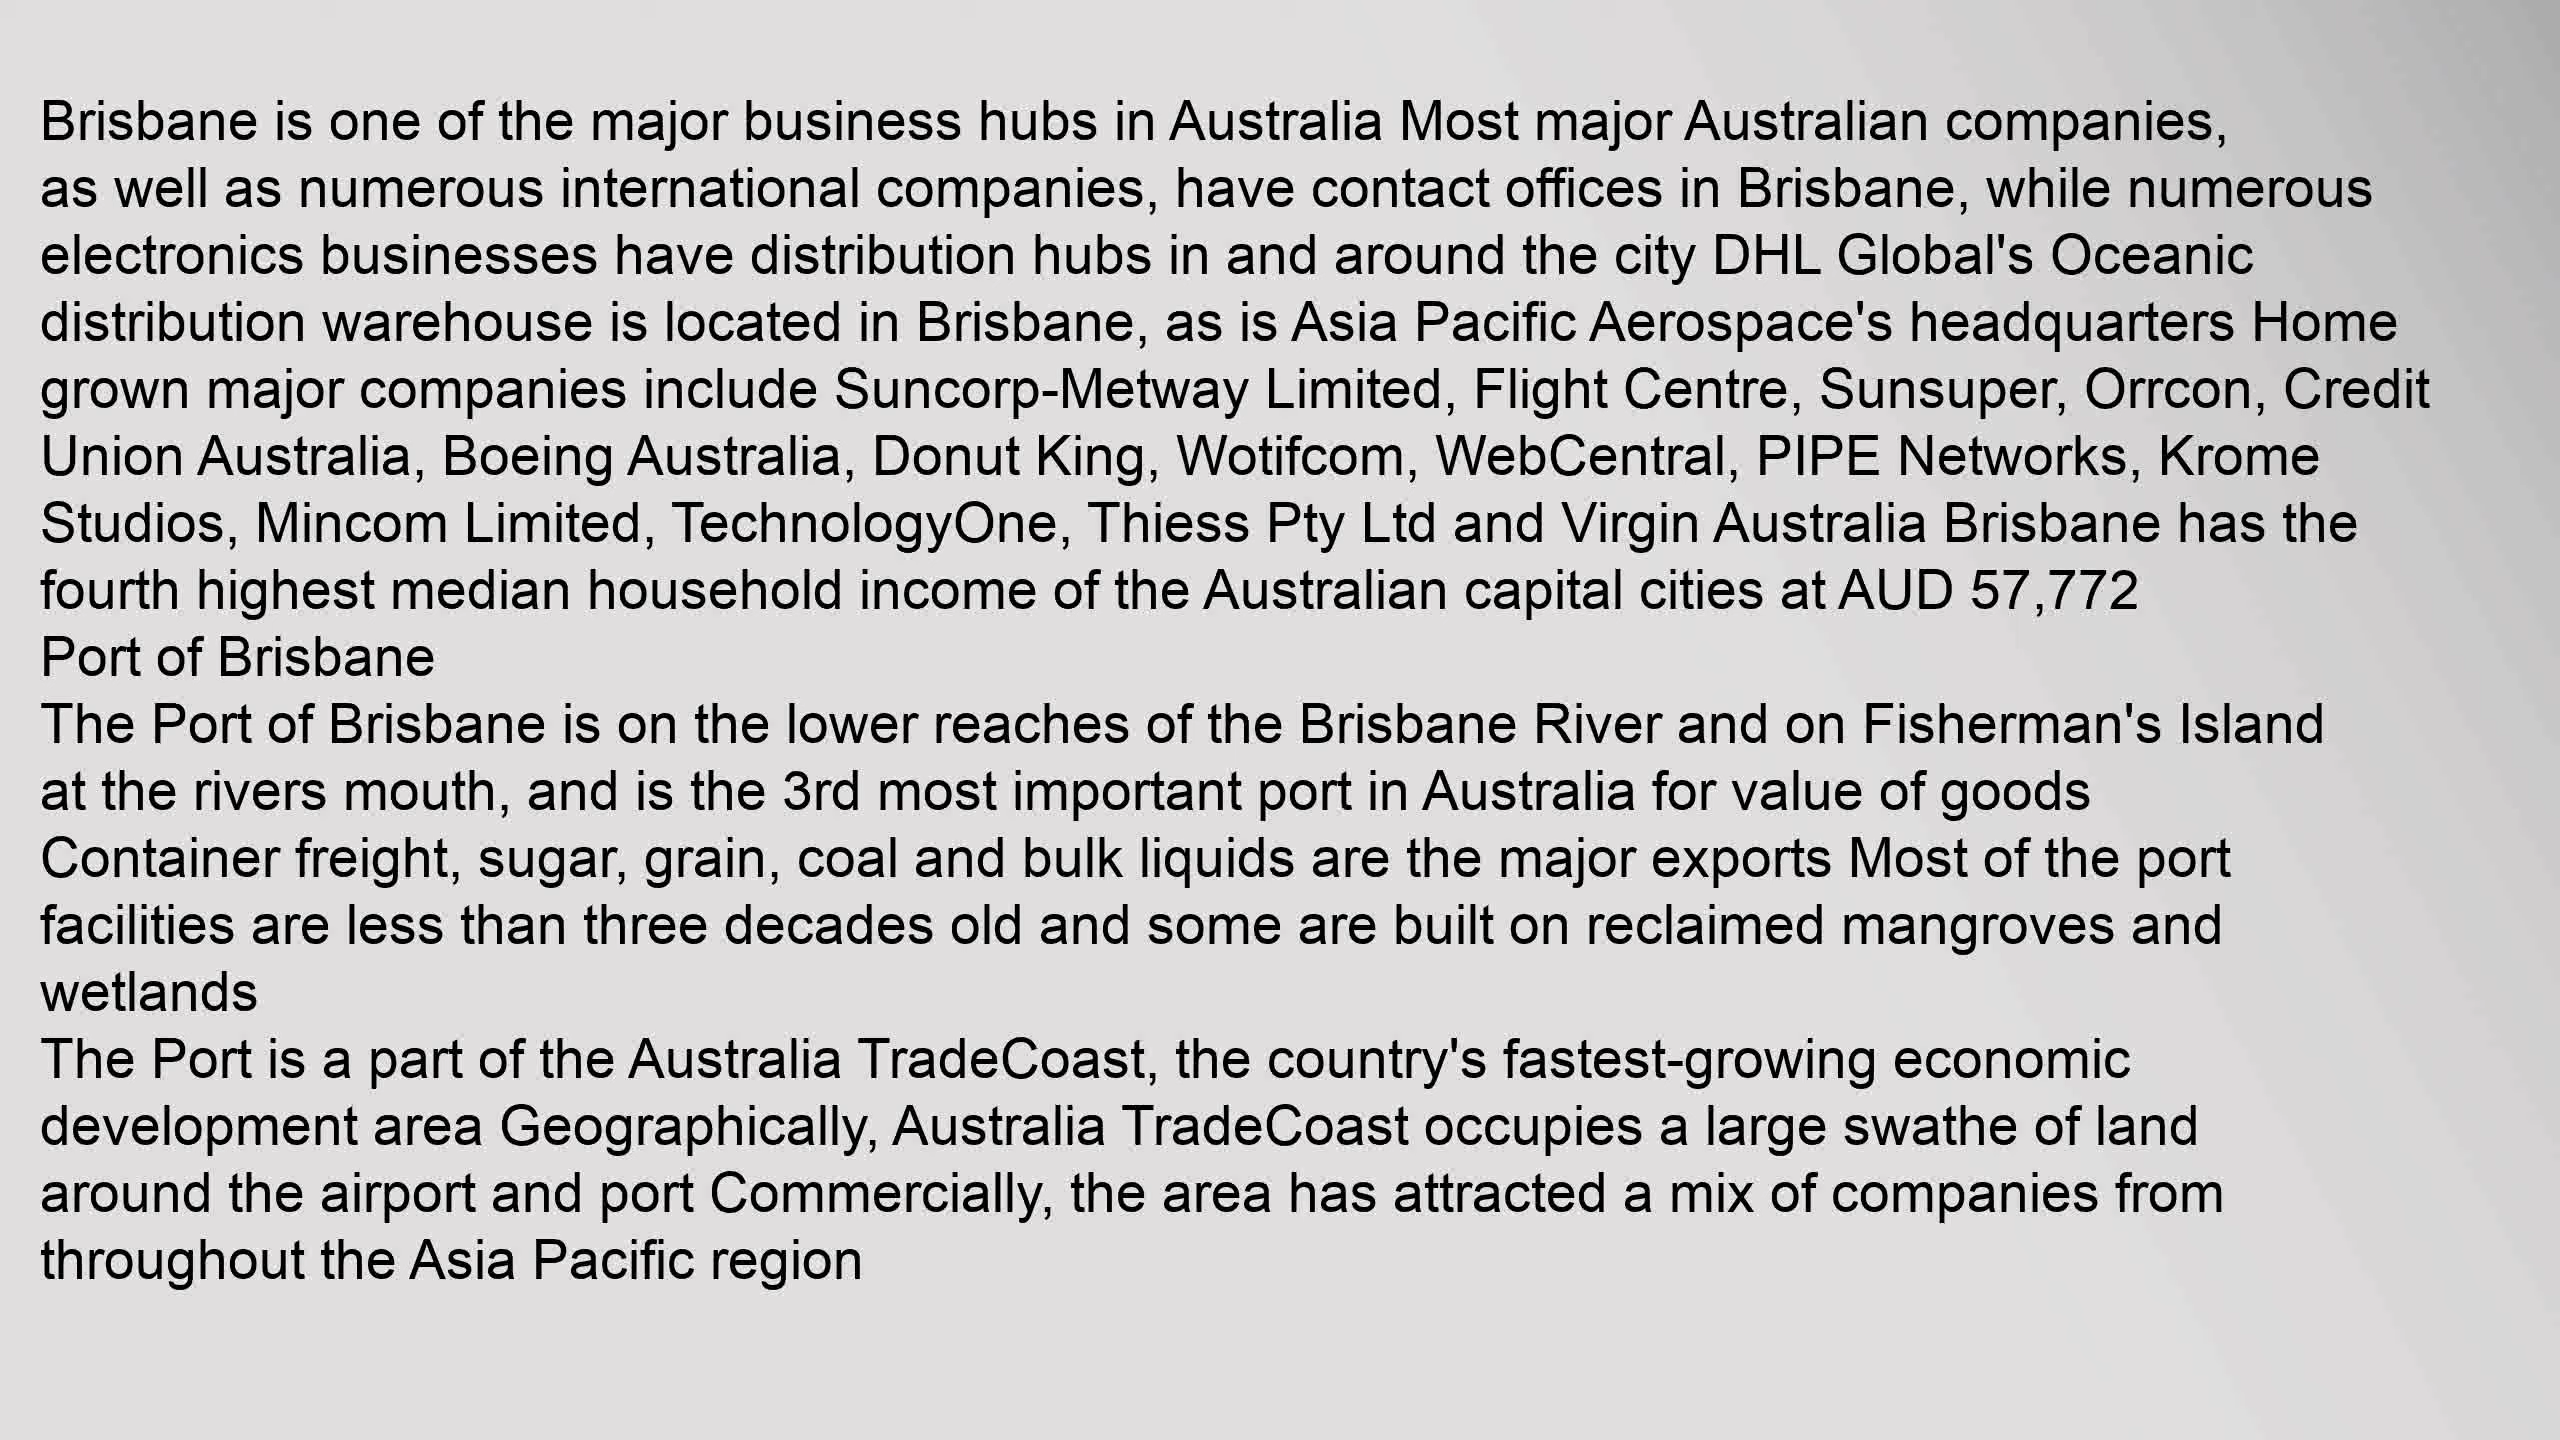 Brisbane is one of the major business hubs in Australia Most major Australian companies,
as well as numerous international companies, have contact offices in Brisbane, while numerous
electronics businesses have distribution hubs in and around the city DHL Global's Oceanic
distribution warehouse is located in Brisbane, as is Asia Pacific Aerospace's headquarters Home
grown major companies include Suncorp-Metway Limited, Flight Centre, Sunsuper, Orrcon, Credit
Union Australia, Boeing Australia, Donut King, Wotifcom, WebCentral, PIPE Networks, Krome
Studios, Mincom Limited, TechnologyOne, Thiess Pty Ltd and Virgin Australia Brisbane has the
fourth highest median household income of the Australian capital cities at AUD 57,772
Port of Brisbane
The Port of Brisbane is on the lower reaches of the Brisbane River and on Fisherman's Island
at the rivers mouth, and is the 3rd most important port in Australia for value of goods
Container freight, sugar, grain, coal and bulk liquids are the major exports Most of the port
facilities are less than three decades old and some are built on reclaimed mangroves and
wetlands
The Port is a part of the Australia TradeCoast, the country's fastest-growing economic
development area Geographically, Australia TradeCoast occupies a large swathe of land
around the airport and port Commercially, the area has attracted a mix of companies from
throughout the Asia Pacific region